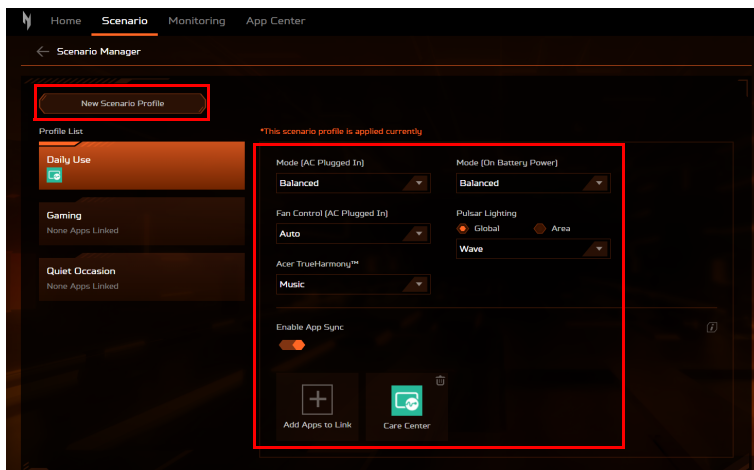 Home Scenario Monitoring App Center
Scenario Manager
New Scenario Profile
Profile List
*This scenario profile is applied currently
Daily Use
Gaming
None Apps Linked
Quiet Occasion
None Apps Linked
Mode [AC Plugged In]
Balanced
Mode [On Battery Power]
Balanced
Fan Control [AC Plugged In]
Auto
Pulsar Lighting
Global Area
Wave
Acer TrueHarmony™
Music
Enable App Sync
Add Apps to Link
Care Center